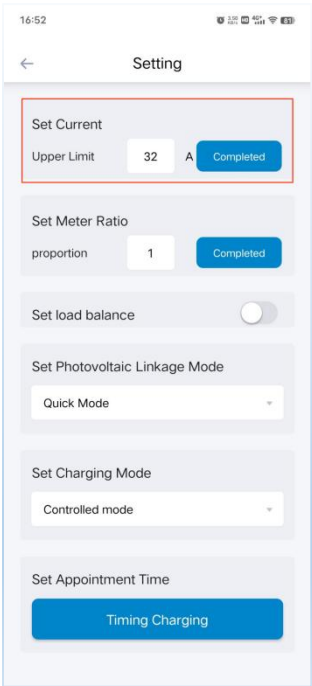 16:52
Setting
Set Current
Upper Limit 32 A Completed
Set Meter Ratio
proportion 1 Completed
Set load balance
Set Photovoltaic Linkage Mode
Quick Mode
Set Charging Mode
Controlled mode
Set Appointment Time
Timing Charging